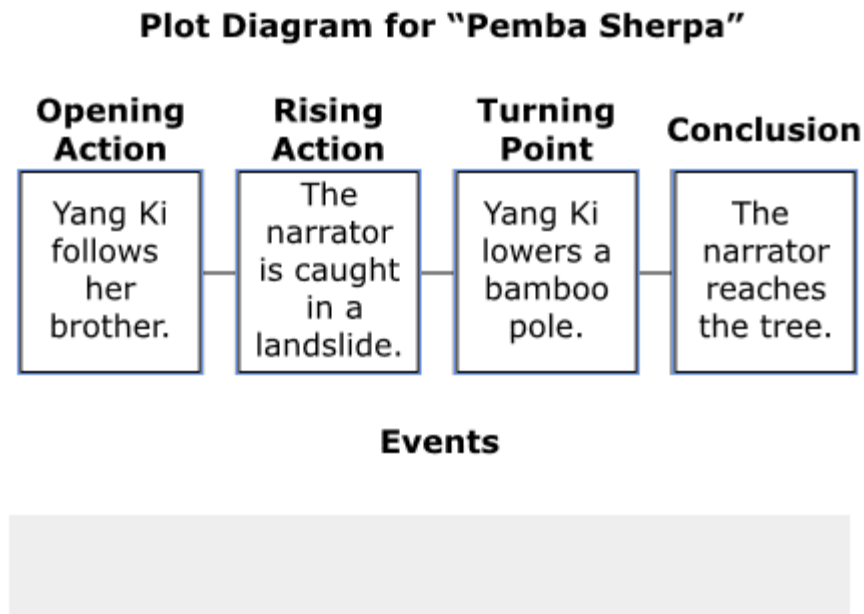 Plot Diagram for “Pemba Sherpa”
Opening
Action
Rising
Action
Turning
Point
Conclusion
Yang Ki
follows
her
brother.
The
narrator
is caught
in a
landslide.
Yang Ki
lowers a
bamboo
pole.
The
narrator
reaches
the tree.
Events